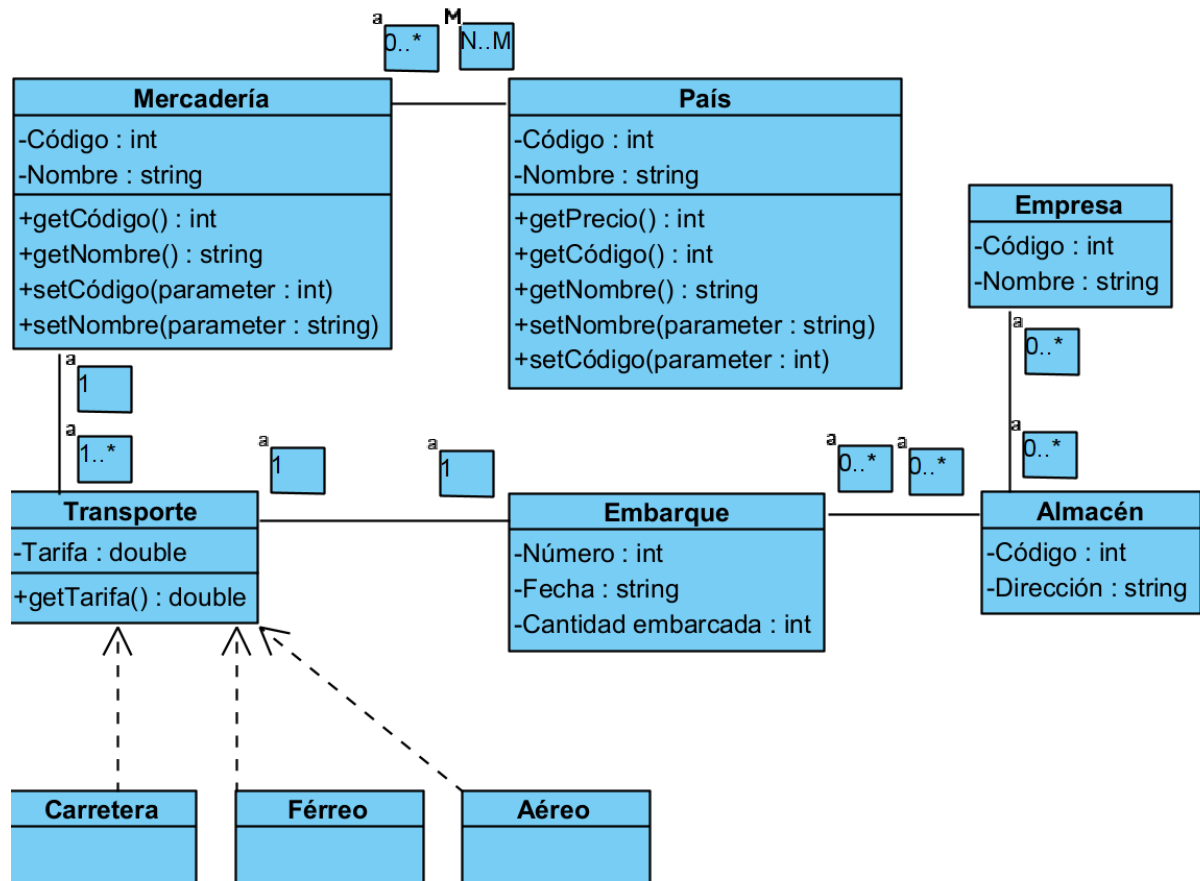 a
0..*
M
N..M
Mercadería
-Código : int
-Nombre : string
+getCódigo() : int
+getNombre() : string
+setCódigo(parameter : int)
+setNombre(parameter : string)
País
-Código : int
-Nombre : string
+getPrecio() : int
+getCódigo() : int
+getNombre() : string
+setNombre(parameter : string)
+setCódigo(parameter : int)
Empresa
-Código : int
-Nombre : string
a
1
a
1..*
a
1
a
1
a
0..*
a
0..*
a
0..*
a
0..*
Transporte
-Tarifa : double
+getTarifa() : double
Embarque
-Número : int
-Fecha : string
-Cantidad embarcada : int
Almacén
-Código : int
-Dirección : string
Carretera
Férreo
Aéreo